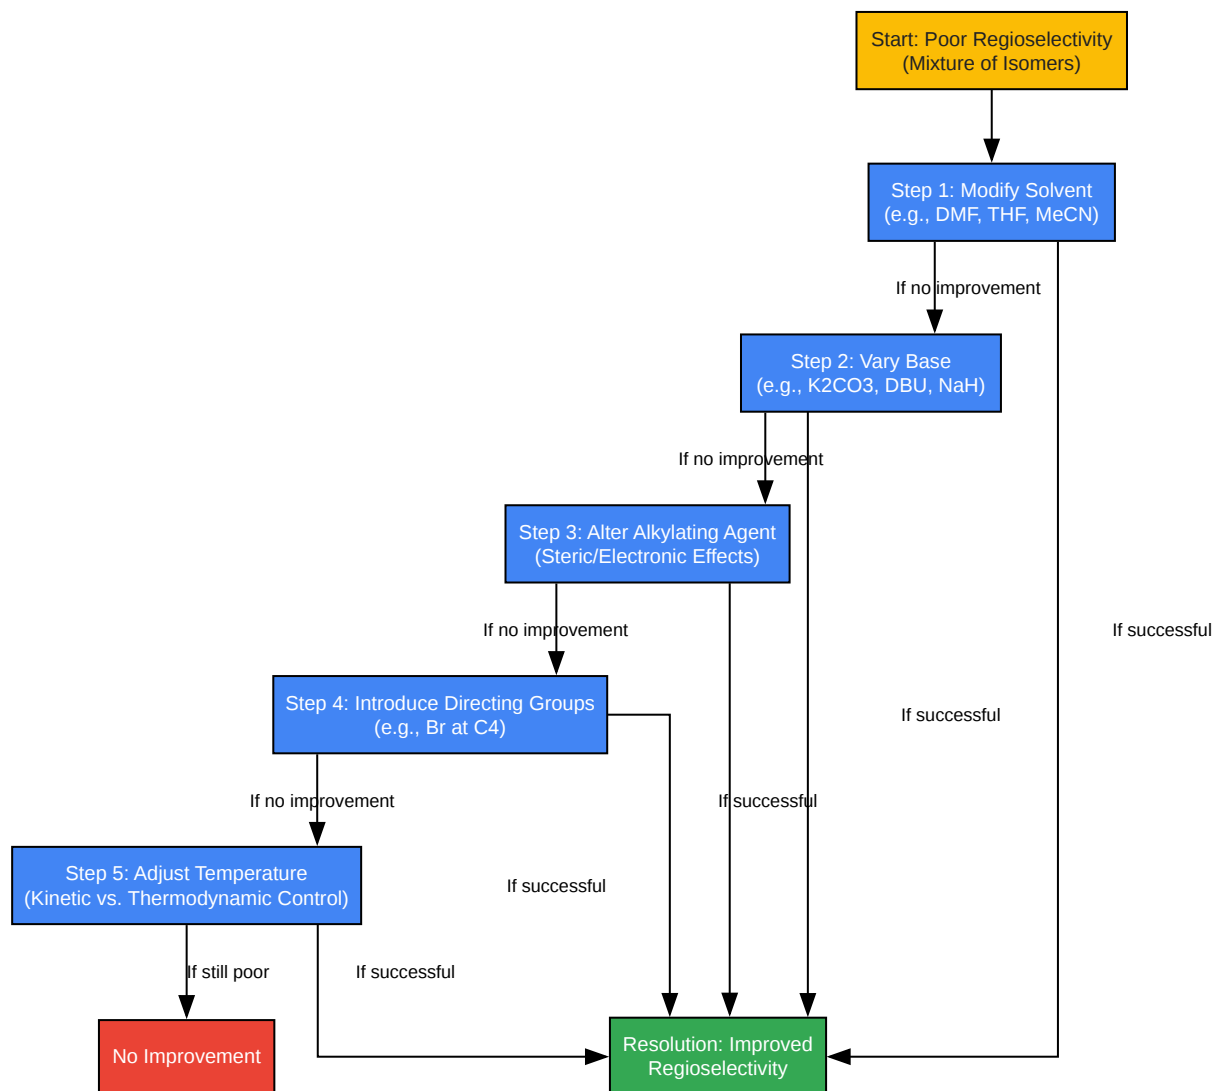 Start: Poor Regioselectivity
(Mixture of Isomers)
Step 1: Modify Solvent
(e.g., DMF, THF, MeCN)
If no improvement
Step 2: Vary Base
(e.g., K2CO3, DBU, NaH)
If no improvement
Step 3: Alter Alkylating Agent
(Steric/Electronic Effects)
If no improvement
If successful
Step 4: Introduce Directing Groups
(e.g., Br at C4)
If successful
If no improvement
If successful
Step 5: Adjust Temperature
(Kinetic vs. Thermodynamic Control)
If successful
If still poor
If successful
No Improvement
Resolution: Improved
Regioselectivity